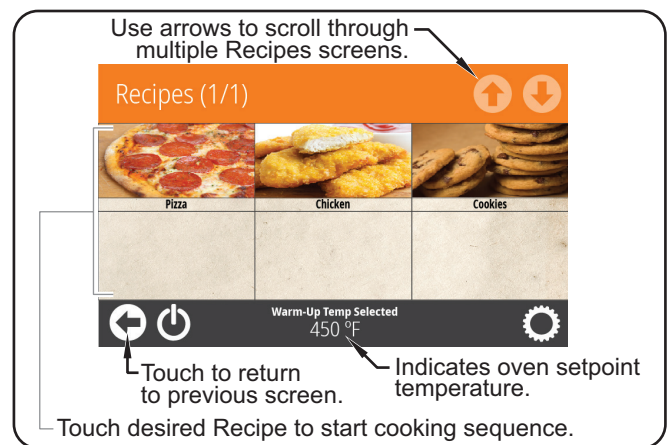 Use arrows to scroll through
multiple Recipes screens.
Recipes (1/1)
Pizza
Chicken
Cookies
Warm-Up Temp Selected
450 ºF
Touch to return
to previous screen.
Indicates oven setpoint
temperature.
Touch desired Recipe to start cooking sequence.